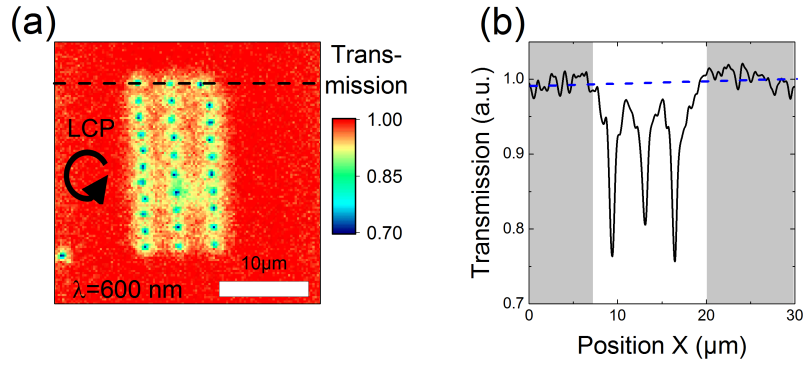 (a)
Trans-
mission
LCP
1.00
0.85
0.70
10µm
λ=600 nm
(b)
Transmission (a.u.)
1.0
0.9
0.8
0.7
0 10 20 30
Position X (µm)